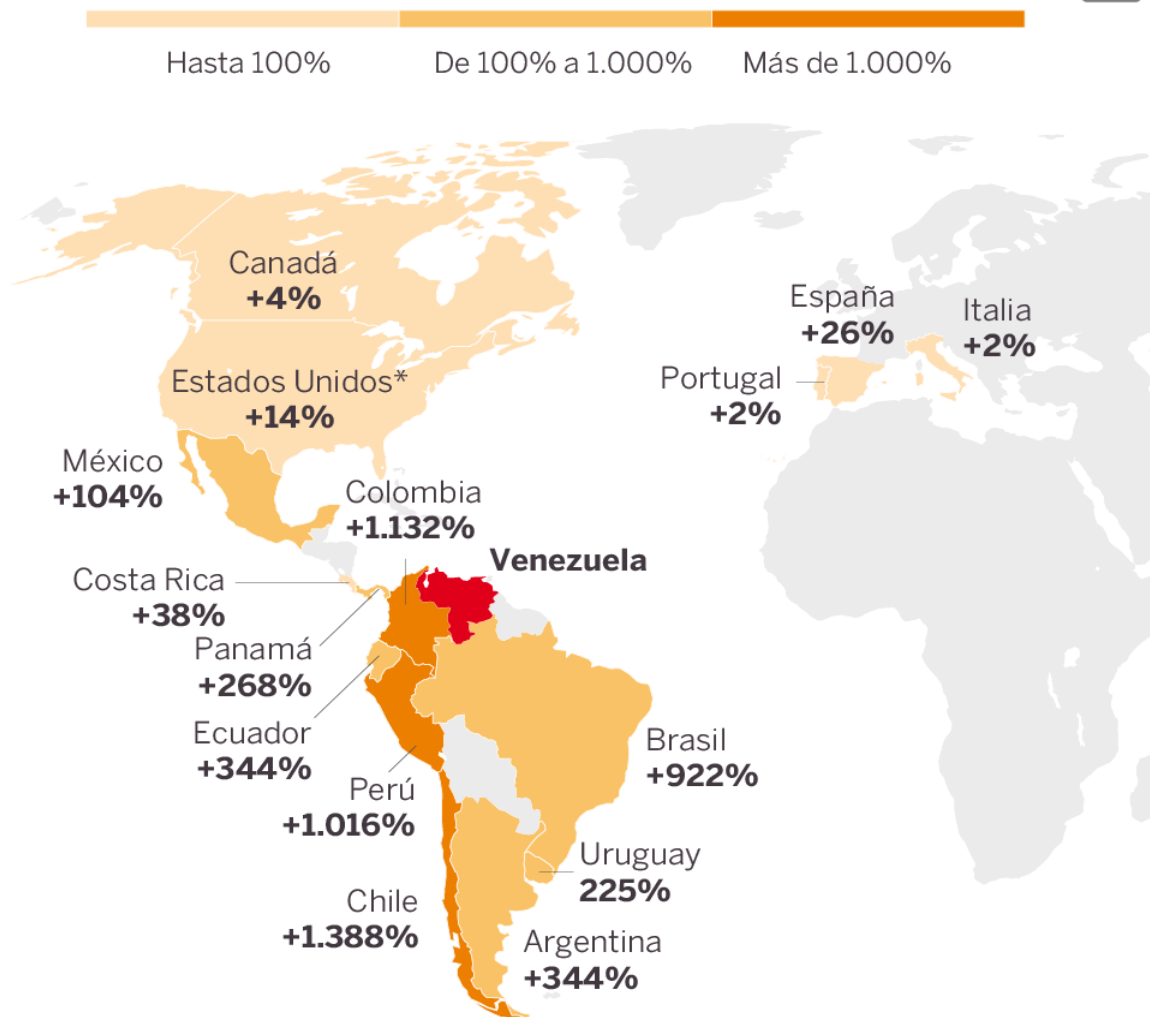 Hasta 100%
De 100% a 1.000%
Más de 1.000%
Canadá
+4%
España
+26%
Italia
+2%
Estados Unidos*
+14%
Portugal
+2%
México
+104%
Colombia
+1.132%
Venezuela
Costa Rica
+38%
Panamá
+268%
Ecuador
+344%
Brasil
+922%
Perú
+1.016%
Uruguay
225%
Chile
+1.388%
Argentina
+344%